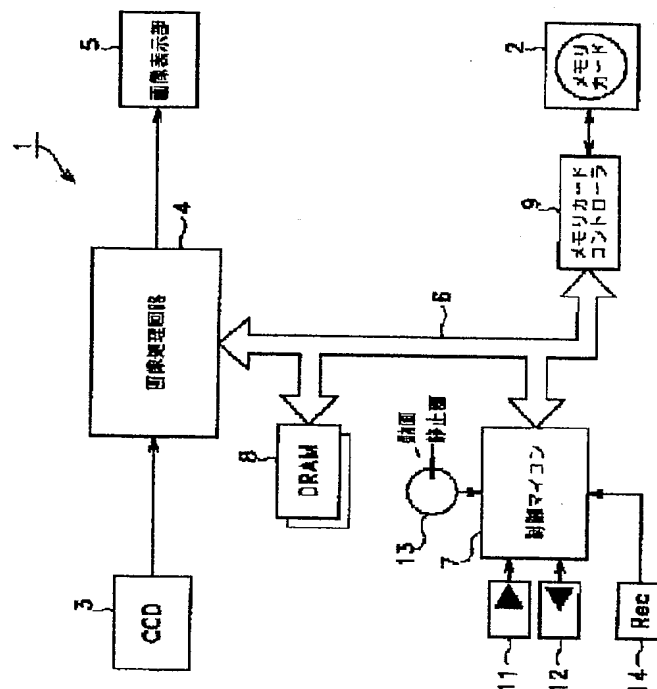 1
3
CCD
4
画像処理回路
5
画像表示部
6
8
DRAM
13
動画
静止画
7
制御マイコン
11
12
14
Rec
9
メモリカード
コントローラ
2
メモリ
カード